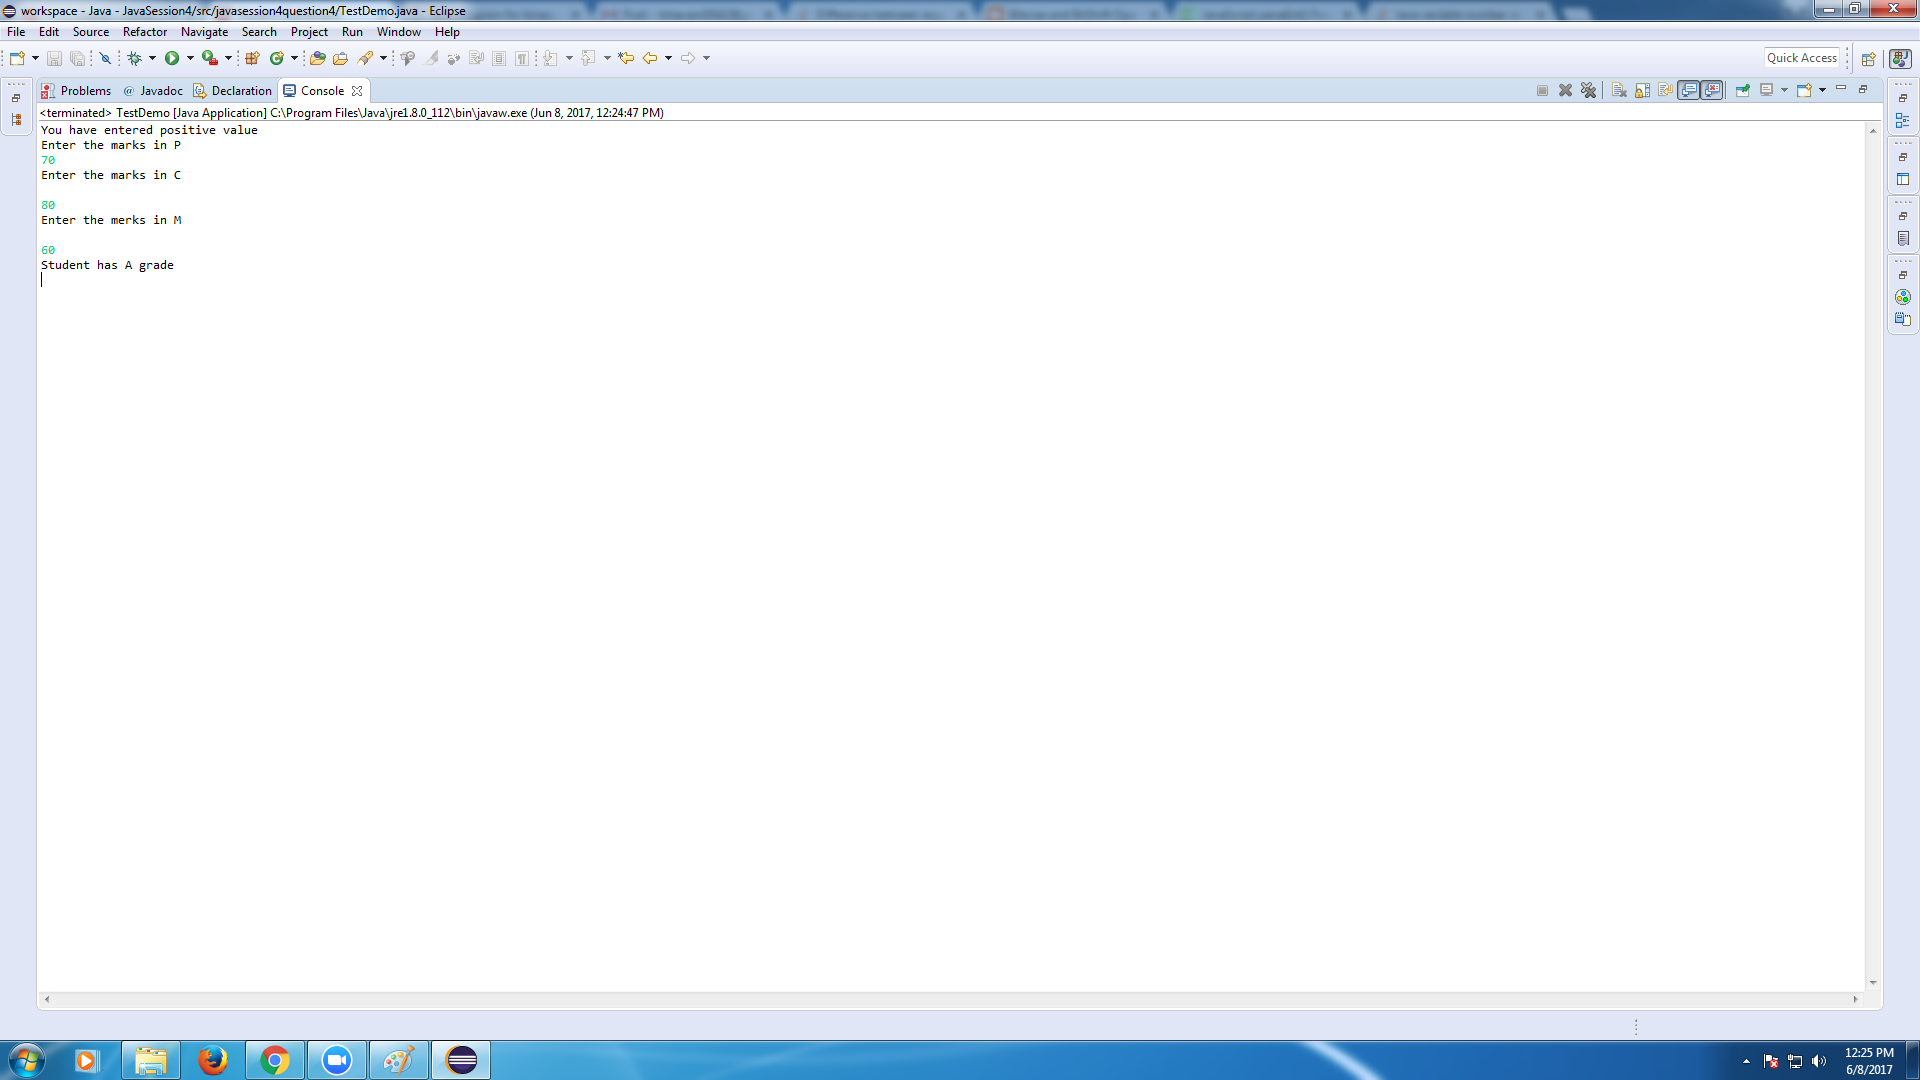 workspace - Java - JavaSession4/src/javasession4question4/TestDemo.java - Eclipse
File Edit Source Refactor Navigate Search Project Run Window Help
Quick Access
Problems @ Javadoc Declaration Console
<terminated> TestDemo [Java Application] C:\Program Files\Java\jre1.8.0_112\bin\javaw.exe (Jun 8, 2017, 12:24:47 PM)
You have entered positive value
Enter the marks in P
70
Enter the marks in C
80
Enter the merks in M
60
Student has A grade
12:25 PM
6/8/2017